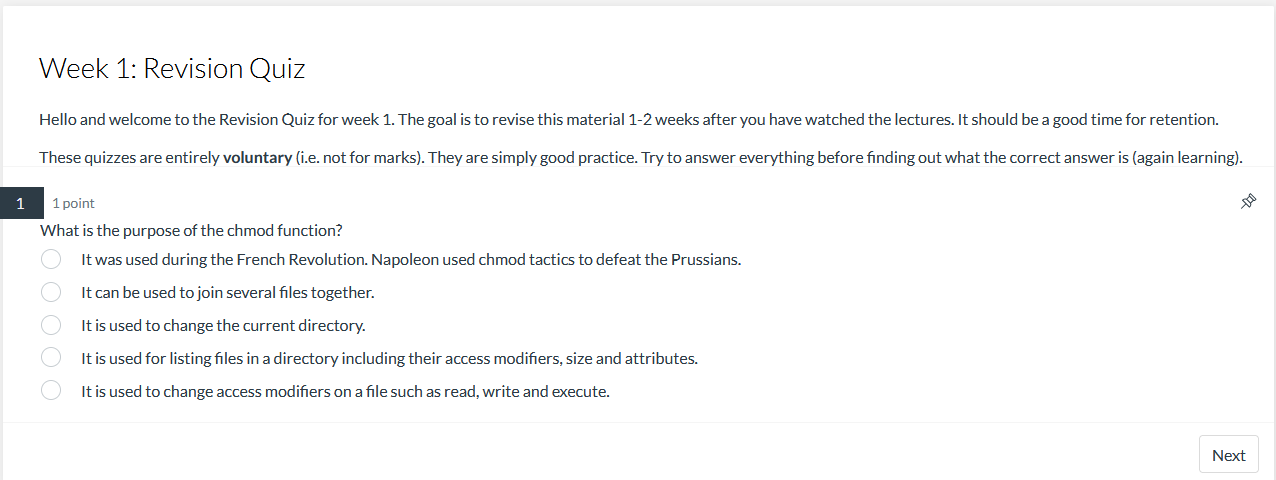 Week 1: Revision Quiz
Hello and welcome to the Revision Quiz for week 1. The goal is to revise this material 1-2 weeks after you have watched the lectures. It should be a good time for retention.
These quizzes are entirely voluntary (i.e. not for marks). They are simply good practice. Try to answer everything before finding out what the correct answer is (again learning).
1 1 point
What is the purpose of the chmod function?
It was used during the French Revolution. Napoleon used chmod tactics to defeat the Prussians.
It can be used to join several files together.
It is used to change the current directory.
It is used for listing files in a directory including their access modifiers, size and attributes.
It is used to change access modifiers on a file such as read, write and execute.
Next